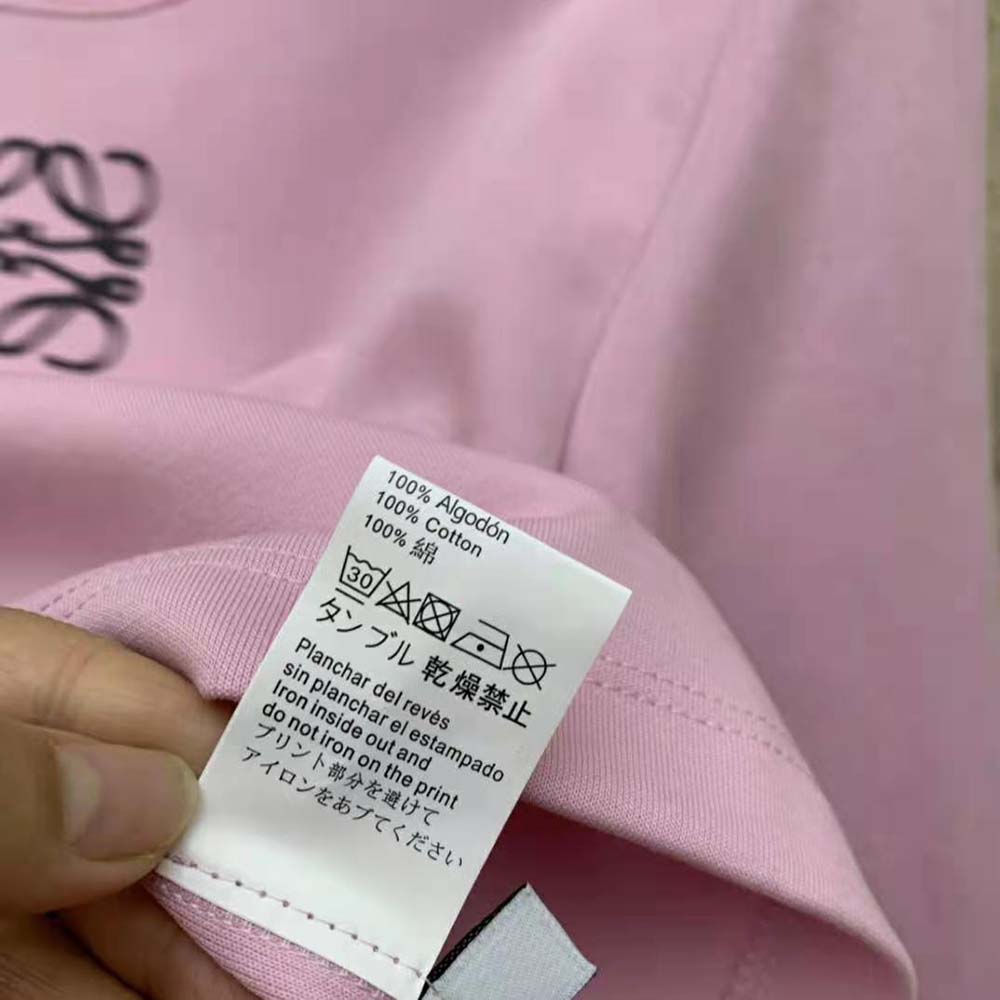 100% Algodón
100% Cotton
100% 綿
30
タンブル 乾燥禁止
Planchar del revés
sin planchar el estampado
Iron inside out and
do not iron on the print
プリント部分を避けて
アイロンをあブてください